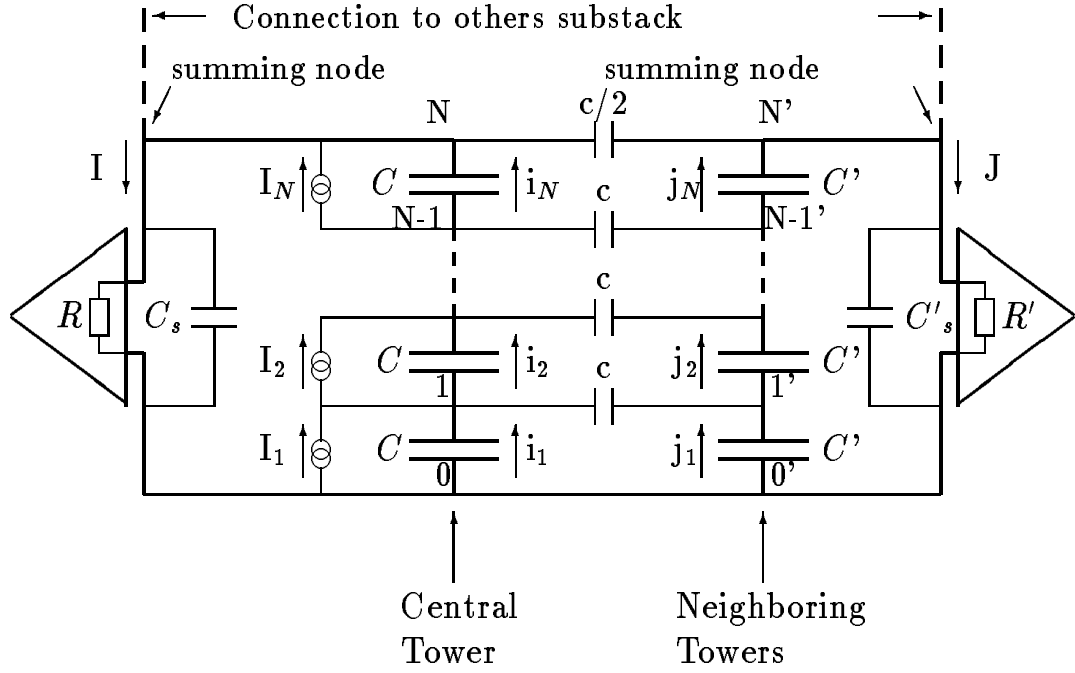 Connection to others substack
summing node summing node
c/2
N N'
I I_N C i_N c j_N C' J
N-1 N-1'
c
R C_s C'_s R'
I_2 C i_2 c j_2 C'
1 1'
I_1 C i_1 j_1 C'
0 0'
Central Neighboring
Tower Towers